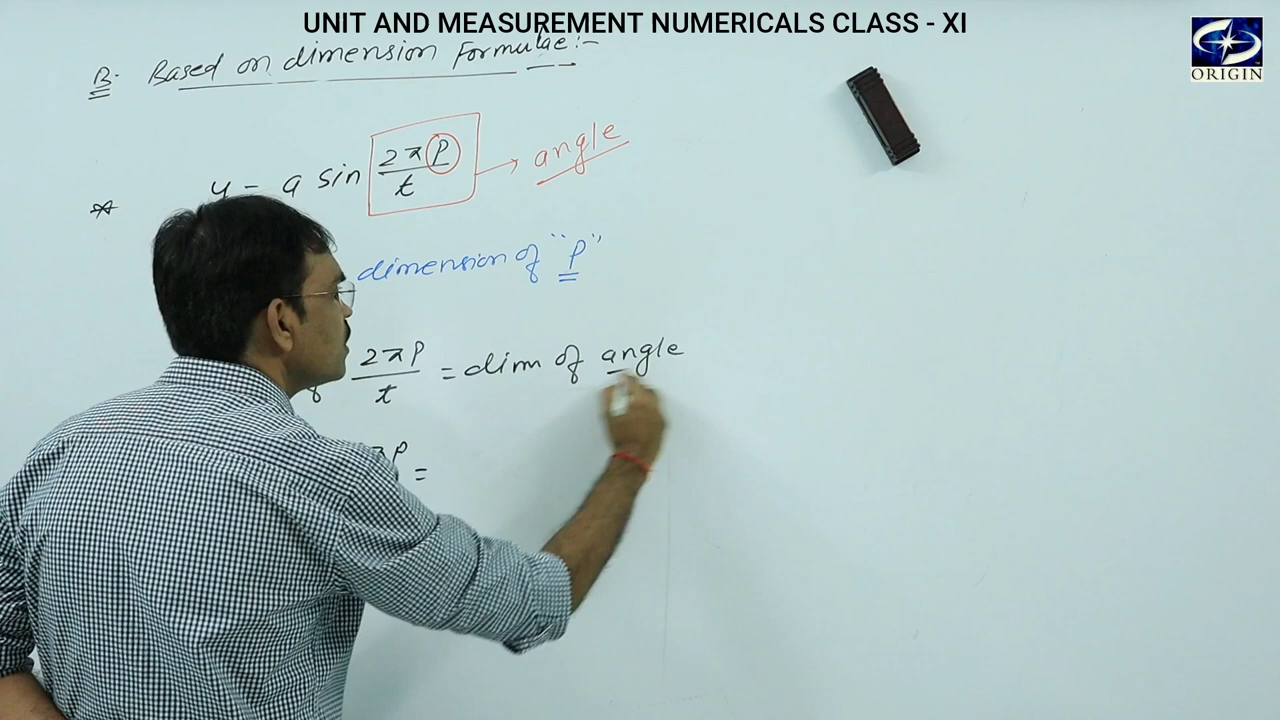 UNIT AND MEASUREMENT NUMERICALS CLASS - XI
ORIGIN
B. Based on dimension Formulae:-
y = a sin 2πP/t → angle
dimension of "P"
2πP/t = dim of angle
πP =